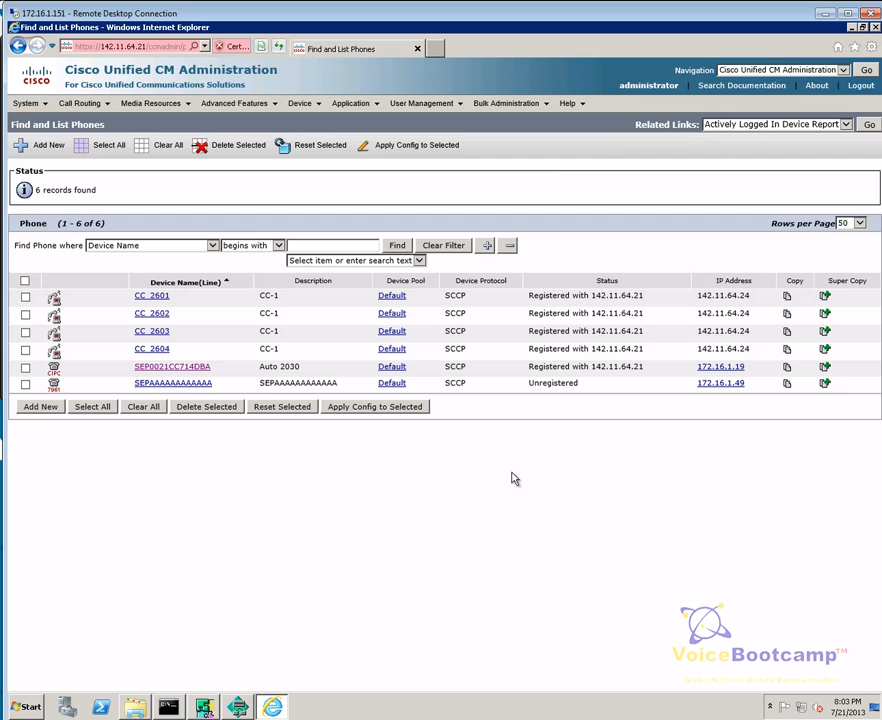 172.16.1.151 - Remote Desktop Connection
Find and List Phones - Windows Internet Explorer
https://142.11.64.21/ccmadmin/p Cert... Find and List Phones
CISCO Cisco Unified CM Administration
For Cisco Unified Communications Solutions
Navigation Cisco Unified CM Administration Go
administrator Search Documentation About Logout
System Call Routing Media Resources Advanced Features Device Application User Management Bulk Administration Help
Find and List Phones Related Links: Actively Logged In Device Report Go
Add New Select All Clear All Delete Selected Reset Selected Apply Config to Selected
Status
6 records found
Phone (1 - 6 of 6) Rows per Page 50
Find Phone where Device Name begins with Find Clear Filter
Select item or enter search text
Device Name(Line) Description Device Pool Device Protocol Status IP Address Copy Super Copy
CC_2601 CC-1 Default SCCP Registered with 142.11.64.21 142.11.64.24
CC_2602 CC-1 Default SCCP Registered with 142.11.64.21 142.11.64.24
CC_2603 CC-1 Default SCCP Registered with 142.11.64.21 142.11.64.24
CC_2604 CC-1 Default SCCP Registered with 142.11.64.21 142.11.64.24
CIPC SEP0021CC714DBA Auto 2030 Default SCCP Registered with 142.11.64.21 172.16.1.19
7961 SEPAAAAAAAAAAAA SEPAAAAAAAAAAAA Default SCCP Unregistered 172.16.1.49
Add New Select All Clear All Delete Selected Reset Selected Apply Config to Selected
VoiceBootcamp™
Start
8:03 PM
7/21/2013